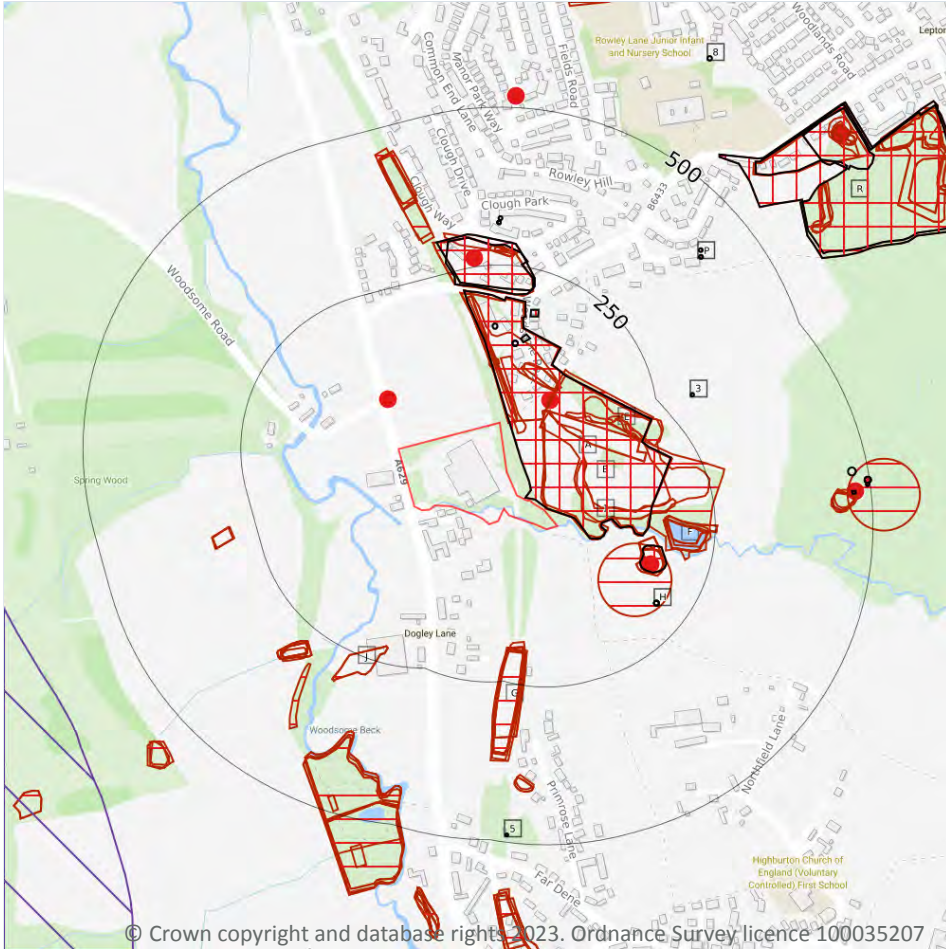 Rowley Lane Junior Infant
and Nursery School
8
Woodlands Road
Lepton
Common End Lane
Manor Park Way
Fields Road
Clough Drive
500
Rowley Hill
R
Clough Way
Clough Park
B6433
P
Woodsome Road
250
3
A629
A
B
Spring Wood
F
H
Dogley Lane
J
G
Woodsome Beck
Northfield Lane
Primrose Lane
5
Far Dene
Highburton Church of
England (Voluntary
Controlled) First School
© Crown copyright and database rights 2023. Ordnance Survey licence 100035207